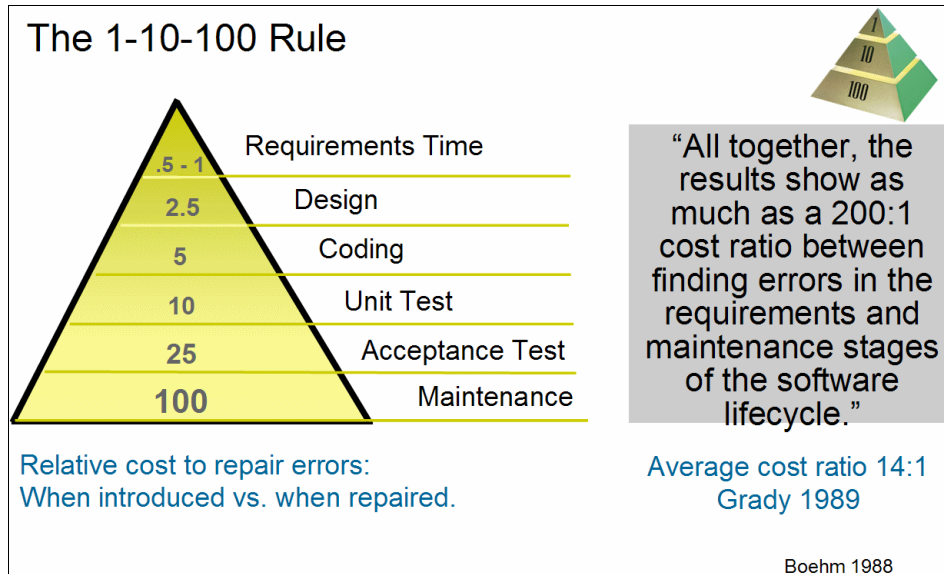 The 1-10-100 Rule
1
10
100
.5 - 1
Requirements Time
2.5
Design
5
Coding
10
Unit Test
25
Acceptance Test
100
Maintenance
Relative cost to repair errors:
When introduced vs. when repaired.
“All together, the
results show as
much as a 200:1
cost ratio between
finding errors in the
requirements and
maintenance stages
of the software
lifecycle.”
Average cost ratio 14:1
Grady 1989
Boehm 1988